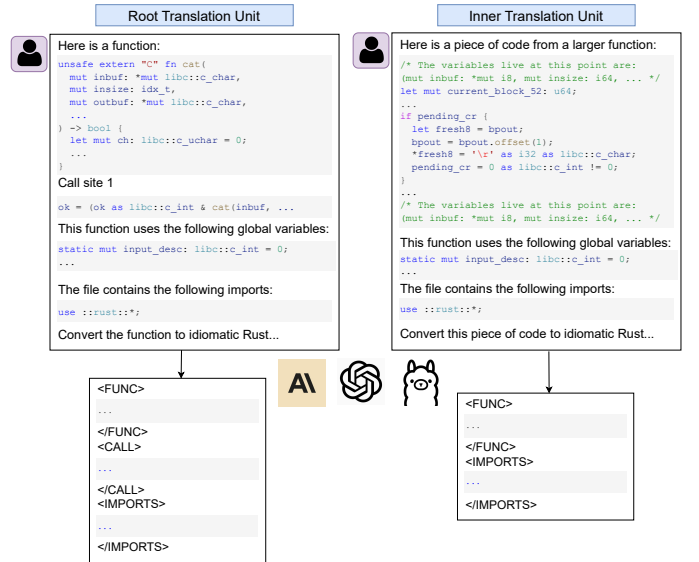 Root Translation Unit
Here is a function:
unsafe extern "C" fn cat(
mut inbuf: *mut libc::c_char,
mut insize: idx_t,
mut outbuf: *mut libc::c_char,
...
) -> bool {
let mut ch: libc::c_uchar = 0;
...
}
Call site 1
ok = (ok as libc::c_int & cat(inbuf, ...
This function uses the following global variables:
static mut input_desc: libc::c_int = 0;
...
The file contains the following imports:
use ::rust::*;
Convert the function to idiomatic Rust...
<FUNC>
...
</FUNC>
<CALL>
...
</CALL>
<IMPORTS>
...
</IMPORTS>
Inner Translation Unit
Here is a piece of code from a larger function:
/* The variables live at this point are:
(mut inbuf: *mut i8, mut insize: i64, ... */
let mut current_block_52: u64;
...
if pending_cr {
let fresh8 = bpout;
bpout = bpout.offset(1);
*fresh8 = '\r' as i32 as libc::c_char;
pending_cr = 0 as libc::c_int != 0;
}
...
/* The variables live at this point are:
(mut inbuf: *mut i8, mut insize: i64, ... */
This function uses the following global variables:
static mut input_desc: libc::c_int = 0;
...
The file contains the following imports:
use ::rust::*;
Convert this piece of code to idiomatic Rust...
A\
<FUNC>
...
</FUNC>
<IMPORTS>
...
</IMPORTS>